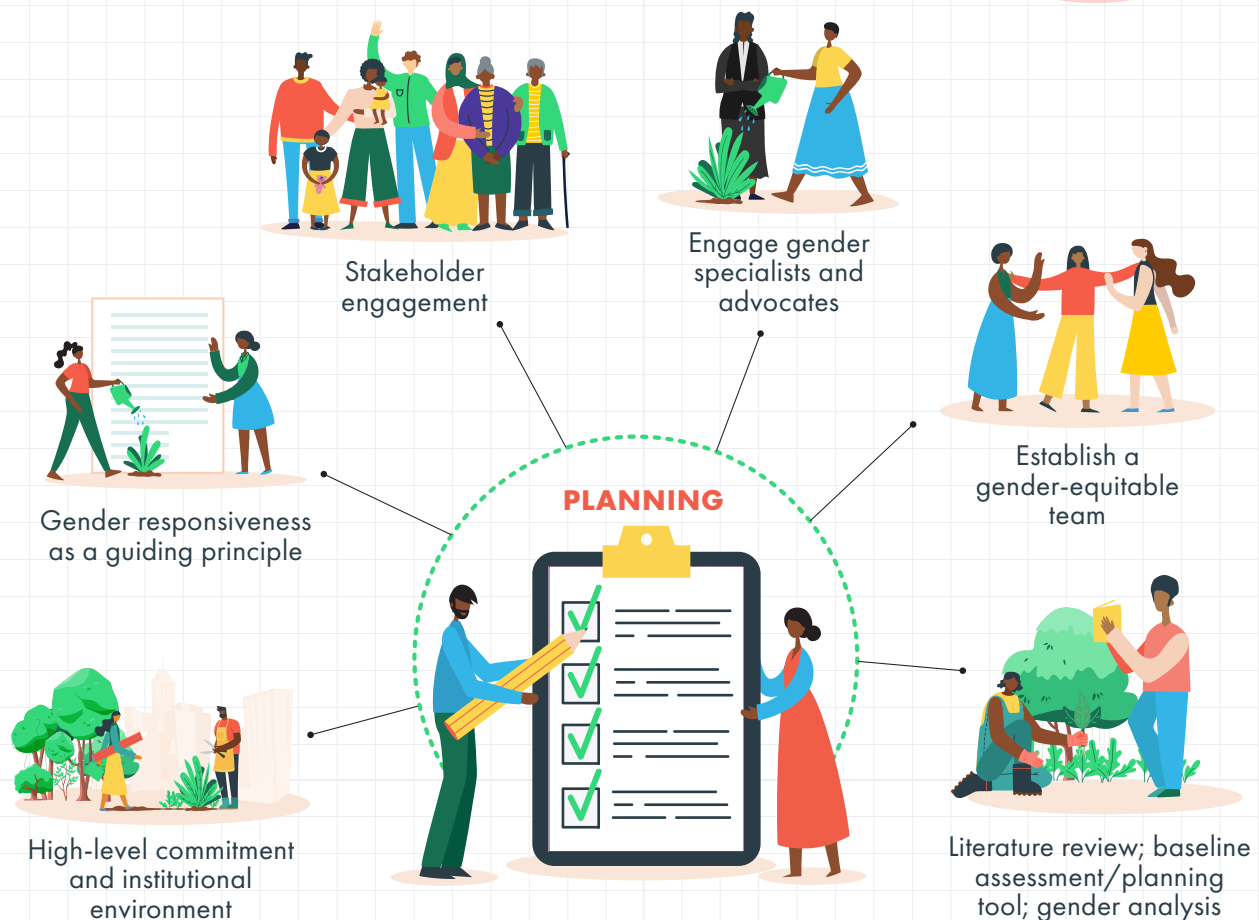 Stakeholder
engagement
Engage gender
specialists and
advocates
Establish a
gender-equitable
team
Gender responsiveness
as a guiding principle
PLANNING
High-level commitment
and institutional
environment
Literature review; baseline
assessment/planning
tool; gender analysis